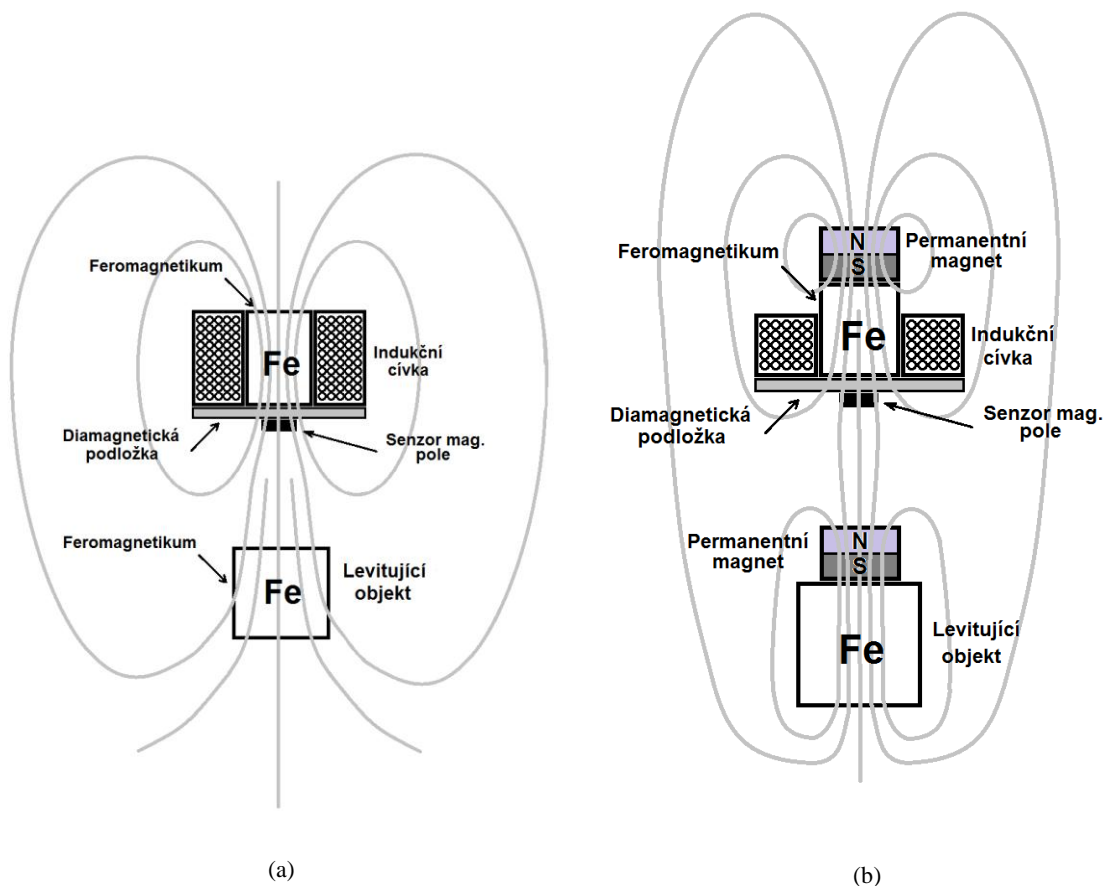 Feromagnetikum
Fe
Indukční
cívka
Diamagnetická
podložka
Senzor mag.
pole
Feromagnetikum
Levitující
objekt
Fe
(a)
N
S
Permanentní
magnet
Feromagnetikum
Fe
Indukční
cívka
Diamagnetická
podložka
Senzor mag.
pole
Permanentní
magnet
N
S
Levitující
objekt
Fe
(b)